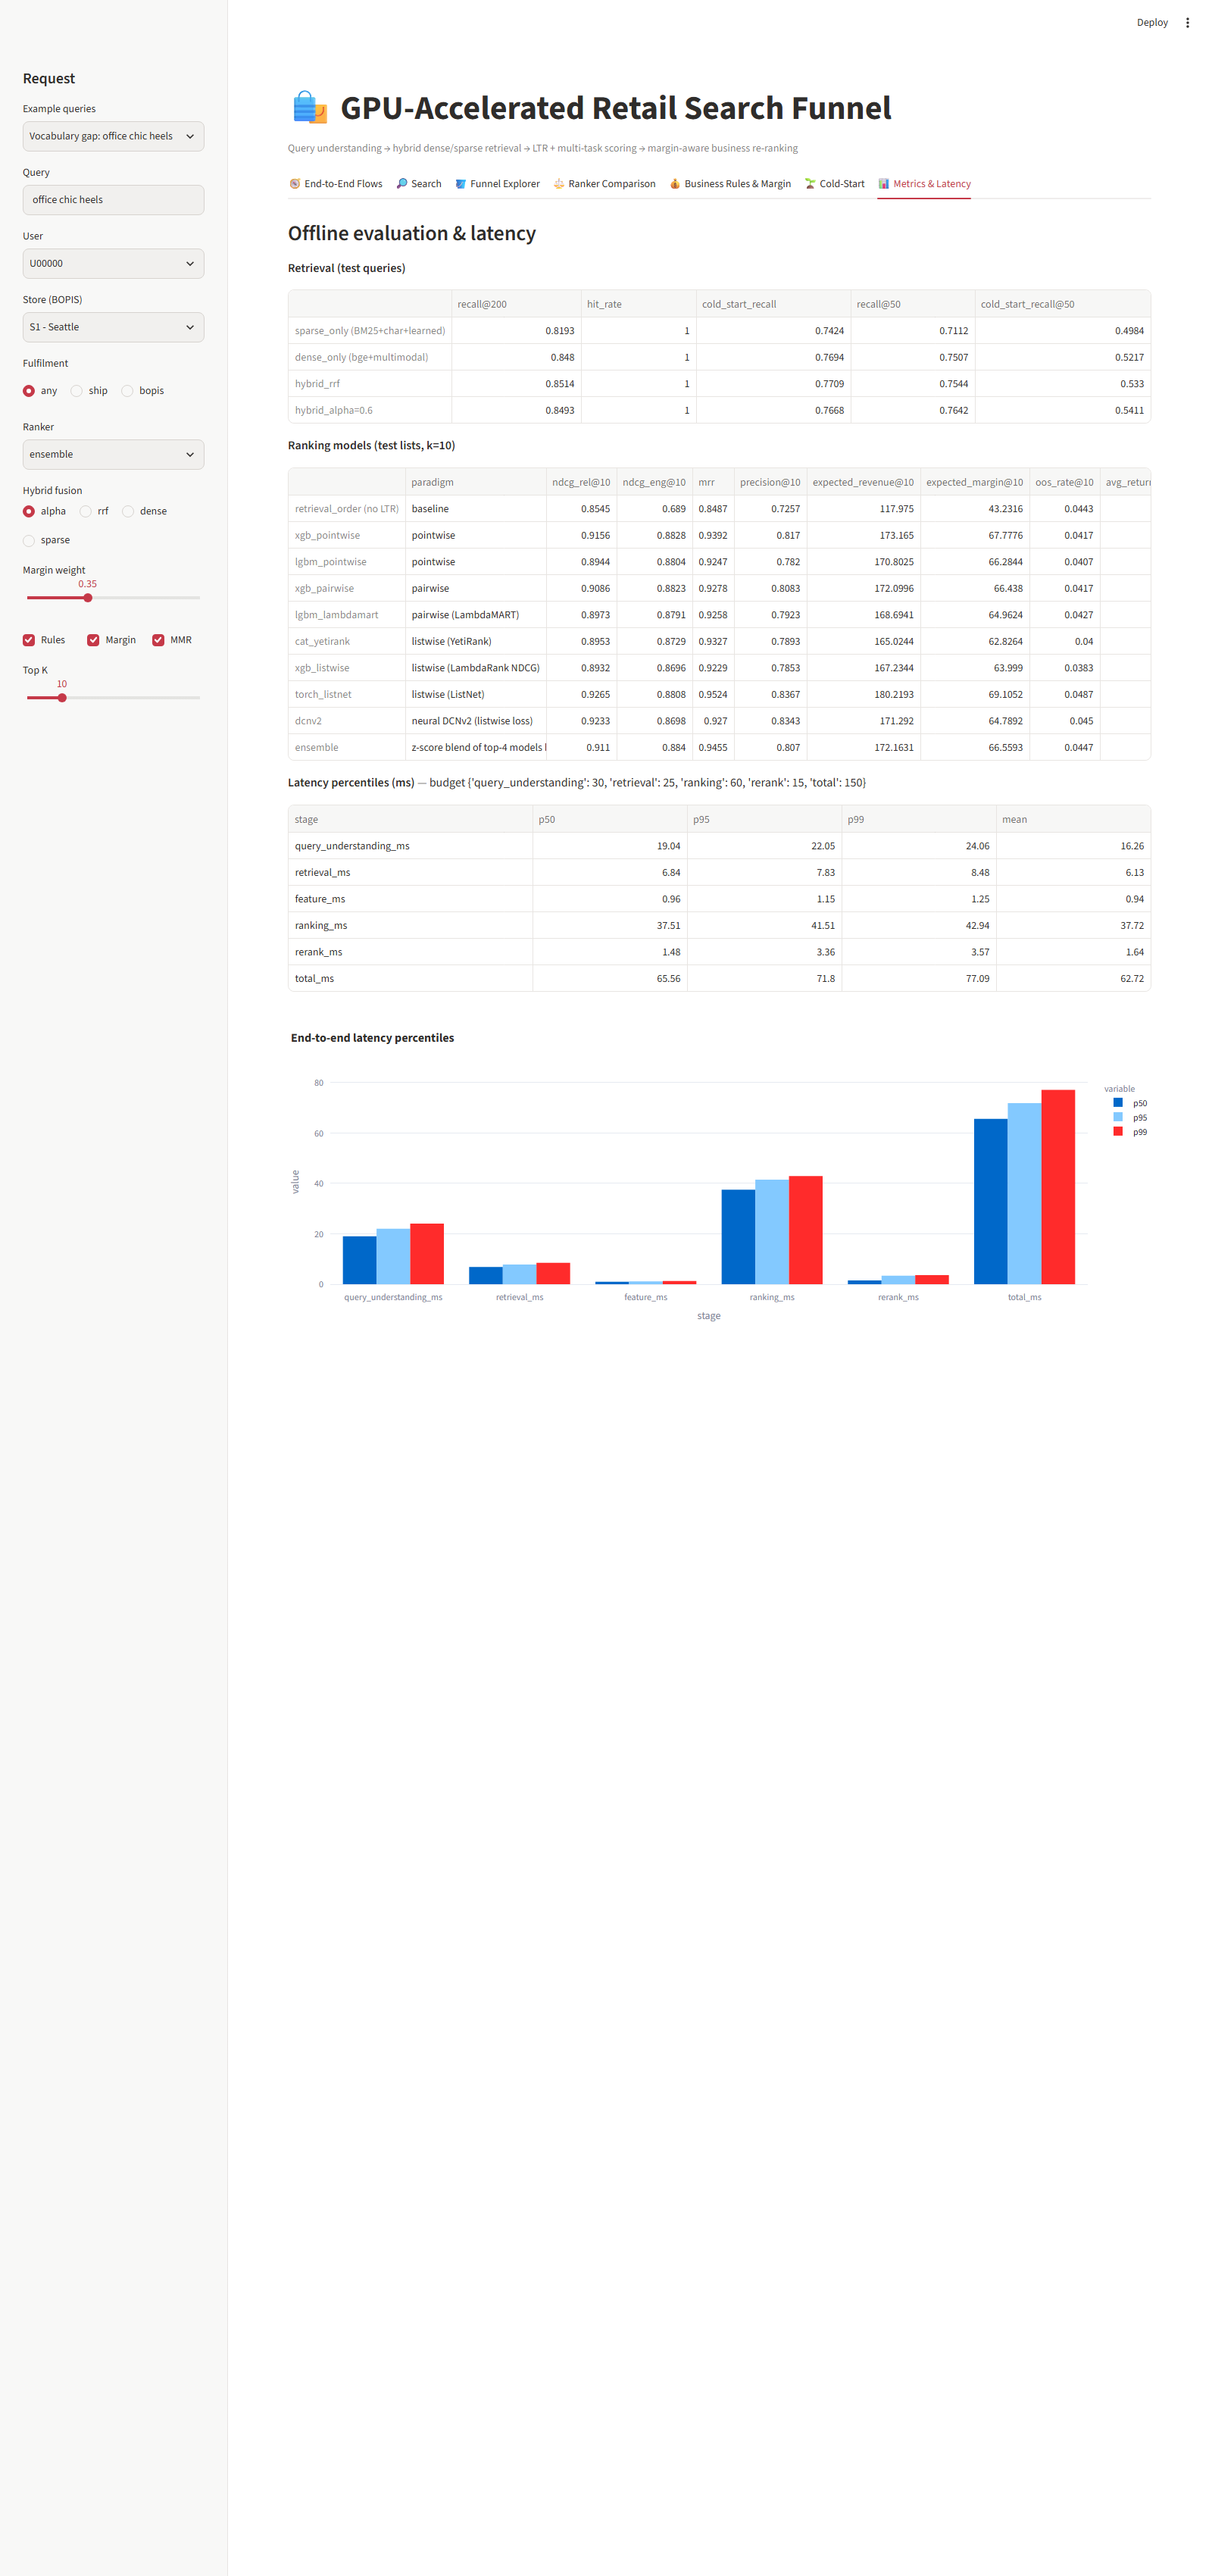 Deploy
Request
Example queries
Vocabulary gap: office chic heels
Query
office chic heels
User
U00000
Store (BOPIS)
S1 - Seattle
Fulfilment
any ship bopis
Ranker
ensemble
Hybrid fusion
alpha rrf dense
sparse
Margin weight
0.35
Rules Margin MMR
Top K
10
GPU-Accelerated Retail Search Funnel
Query understanding → hybrid dense/sparse retrieval → LTR + multi-task scoring → margin-aware business re-ranking
End-to-End Flows Search Funnel Explorer Ranker Comparison Business Rules & Margin Cold-Start Metrics & Latency
Offline evaluation & latency
Retrieval (test queries)
recall@200 hit_rate cold_start_recall recall@50 cold_start_recall@50
sparse_only (BM25+char+learned) 0.8193 1 0.7424 0.7112 0.4984
dense_only (bge+multimodal) 0.848 1 0.7694 0.7507 0.5217
hybrid_rrf 0.8514 1 0.7709 0.7544 0.533
hybrid_alpha=0.6 0.8493 1 0.7668 0.7642 0.5411
Ranking models (test lists, k=10)
paradigm ndcg_rel@10 ndcg_eng@10 mrr precision@10 expected_revenue@10 expected_margin@10 oos_rate@10 avg_return
retrieval_order (no LTR) baseline 0.8545 0.689 0.8487 0.7257 117.975 43.2316 0.0443
xgb_pointwise pointwise 0.9156 0.8828 0.9392 0.817 173.165 67.7776 0.0417
lgbm_pointwise pointwise 0.8944 0.8804 0.9247 0.782 170.8025 66.2844 0.0407
xgb_pairwise pairwise 0.9086 0.8823 0.9278 0.8083 172.0996 66.438 0.0417
lgbm_lambdamart pairwise (LambdaMART) 0.8973 0.8791 0.9258 0.7923 168.6941 64.9624 0.0427
cat_yetirank listwise (YetiRank) 0.8953 0.8729 0.9327 0.7893 165.0244 62.8264 0.04
xgb_listwise listwise (LambdaRank NDCG) 0.8932 0.8696 0.9229 0.7853 167.2344 63.999 0.0383
torch_listnet listwise (ListNet) 0.9265 0.8808 0.9524 0.8367 180.2193 69.1052 0.0487
dcnv2 neural DCNv2 (listwise loss) 0.9233 0.8698 0.927 0.8343 171.292 64.7892 0.045
ensemble z-score blend of top-4 models 0.911 0.884 0.9455 0.807 172.1631 66.5593 0.0447
Latency percentiles (ms) — budget {'query_understanding': 30, 'retrieval': 25, 'ranking': 60, 'rerank': 15, 'total': 150}
stage p50 p95 p99 mean
query_understanding_ms 19.04 22.05 24.06 16.26
retrieval_ms 6.84 7.83 8.48 6.13
feature_ms 0.96 1.15 1.25 0.94
ranking_ms 37.51 41.51 42.94 37.72
rerank_ms 1.48 3.36 3.57 1.64
total_ms 65.56 71.8 77.09 62.72
End-to-end latency percentiles
80
60
40
20
0
value
query_understanding_ms retrieval_ms feature_ms ranking_ms rerank_ms total_ms
stage
variable
p50
p95
p99